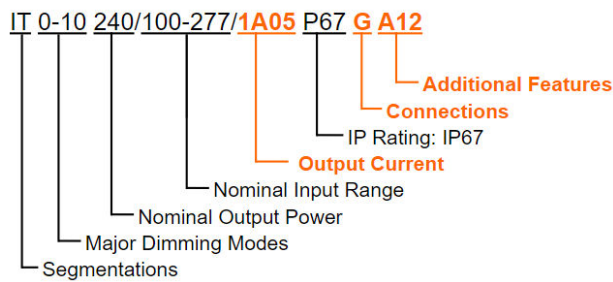 IT 0-10 240/100-277/1A05 P67 G A12
Additional Features
Connections
IP Rating: IP67
Output Current
Nominal Input Range
Nominal Output Power
Major Dimming Modes
Segmentations